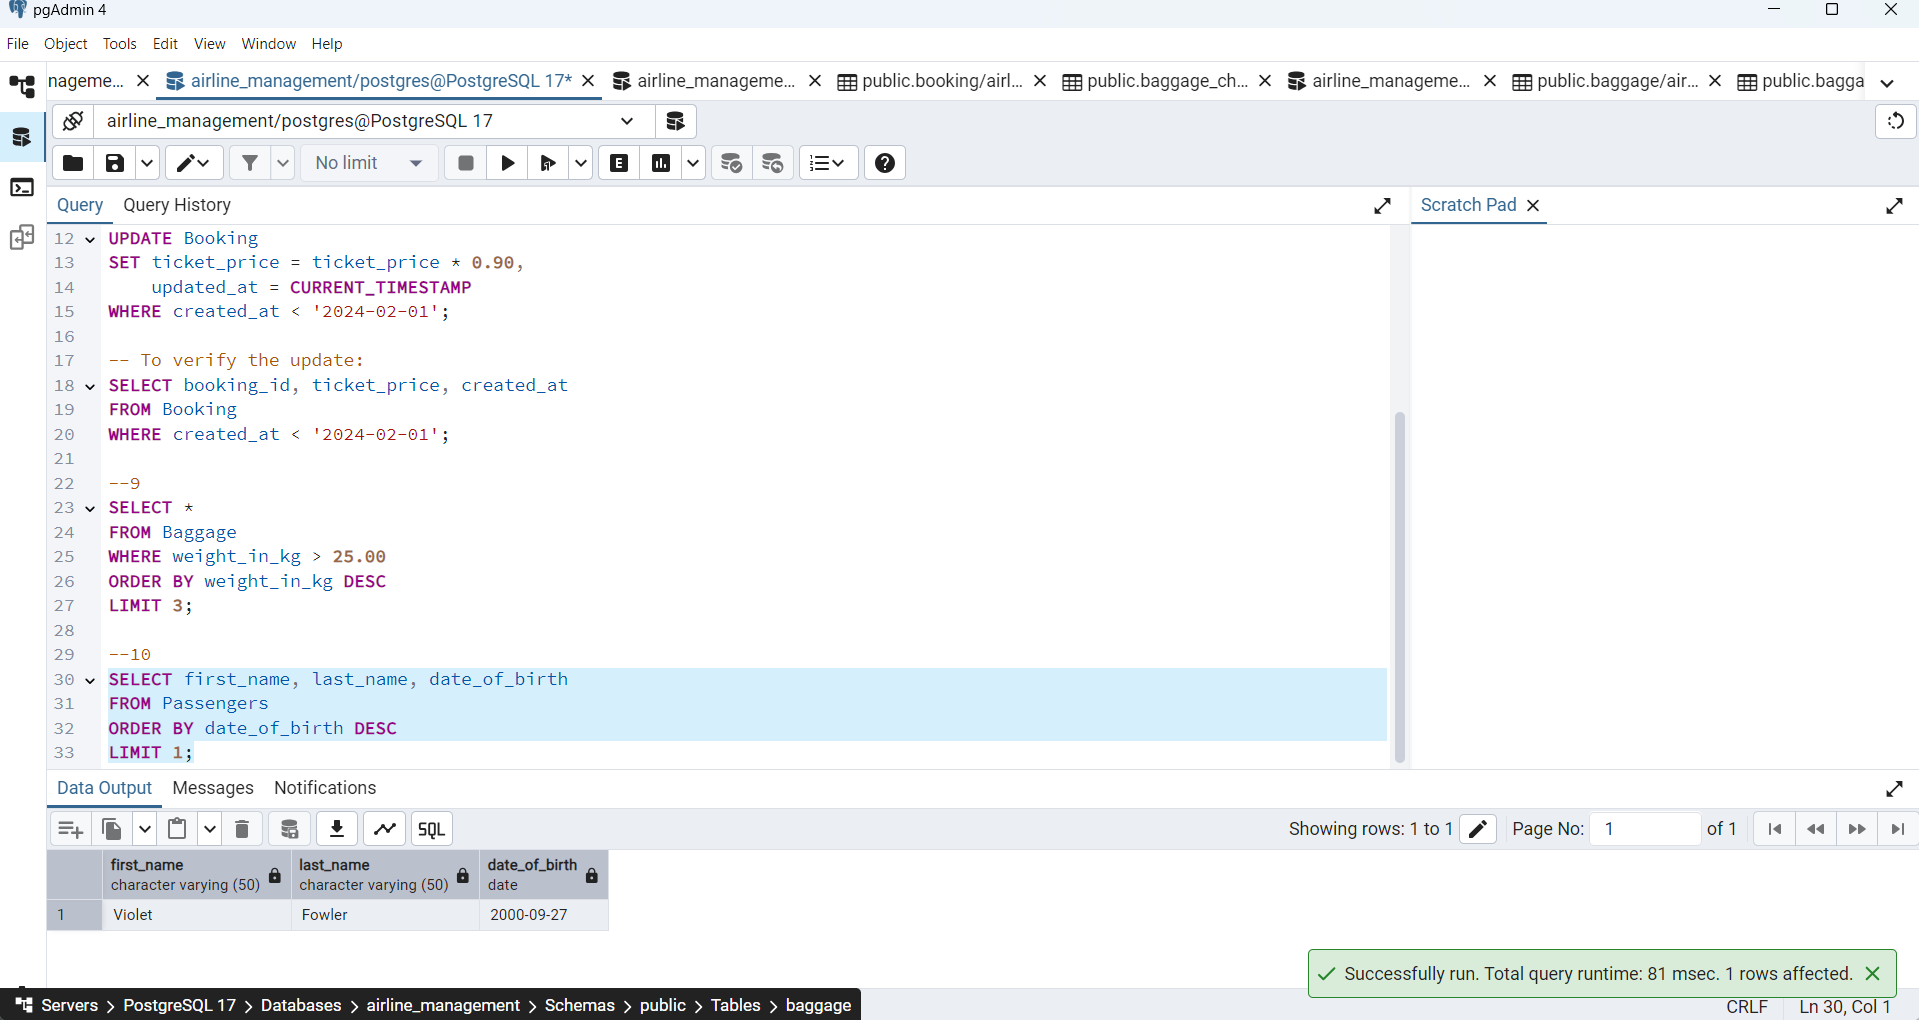 pgAdmin 4
File Object Tools Edit View Window Help
nageme... airline_management/postgres@PostgreSQL 17* airline_manageme... public.booking/airl... public.baggage_ch... airline_manageme... public.baggage/air... public.bagga
airline_management/postgres@PostgreSQL 17
No limit E
Query Query History Scratch Pad
12 UPDATE Booking
13 SET ticket_price = ticket_price * 0.90,
14 updated_at = CURRENT_TIMESTAMP
15 WHERE created_at < '2024-02-01';
16
17 -- To verify the update:
18 SELECT booking_id, ticket_price, created_at
19 FROM Booking
20 WHERE created_at < '2024-02-01';
21
22 --9
23 SELECT *
24 FROM Baggage
25 WHERE weight_in_kg > 25.00
26 ORDER BY weight_in_kg DESC
27 LIMIT 3;
28
29 --10
30 SELECT first_name, last_name, date_of_birth
31 FROM Passengers
32 ORDER BY date_of_birth DESC
33 LIMIT 1;
Data Output Messages Notifications
SQL Showing rows: 1 to 1 Page No: 1 of 1
first_name last_name date_of_birth
character varying (50) character varying (50) date
1 Violet Fowler 2000-09-27
Successfully run. Total query runtime: 81 msec. 1 rows affected.
Servers > PostgreSQL 17 > Databases > airline_management > Schemas > public > Tables > baggage
CRLF Ln 30, Col 1